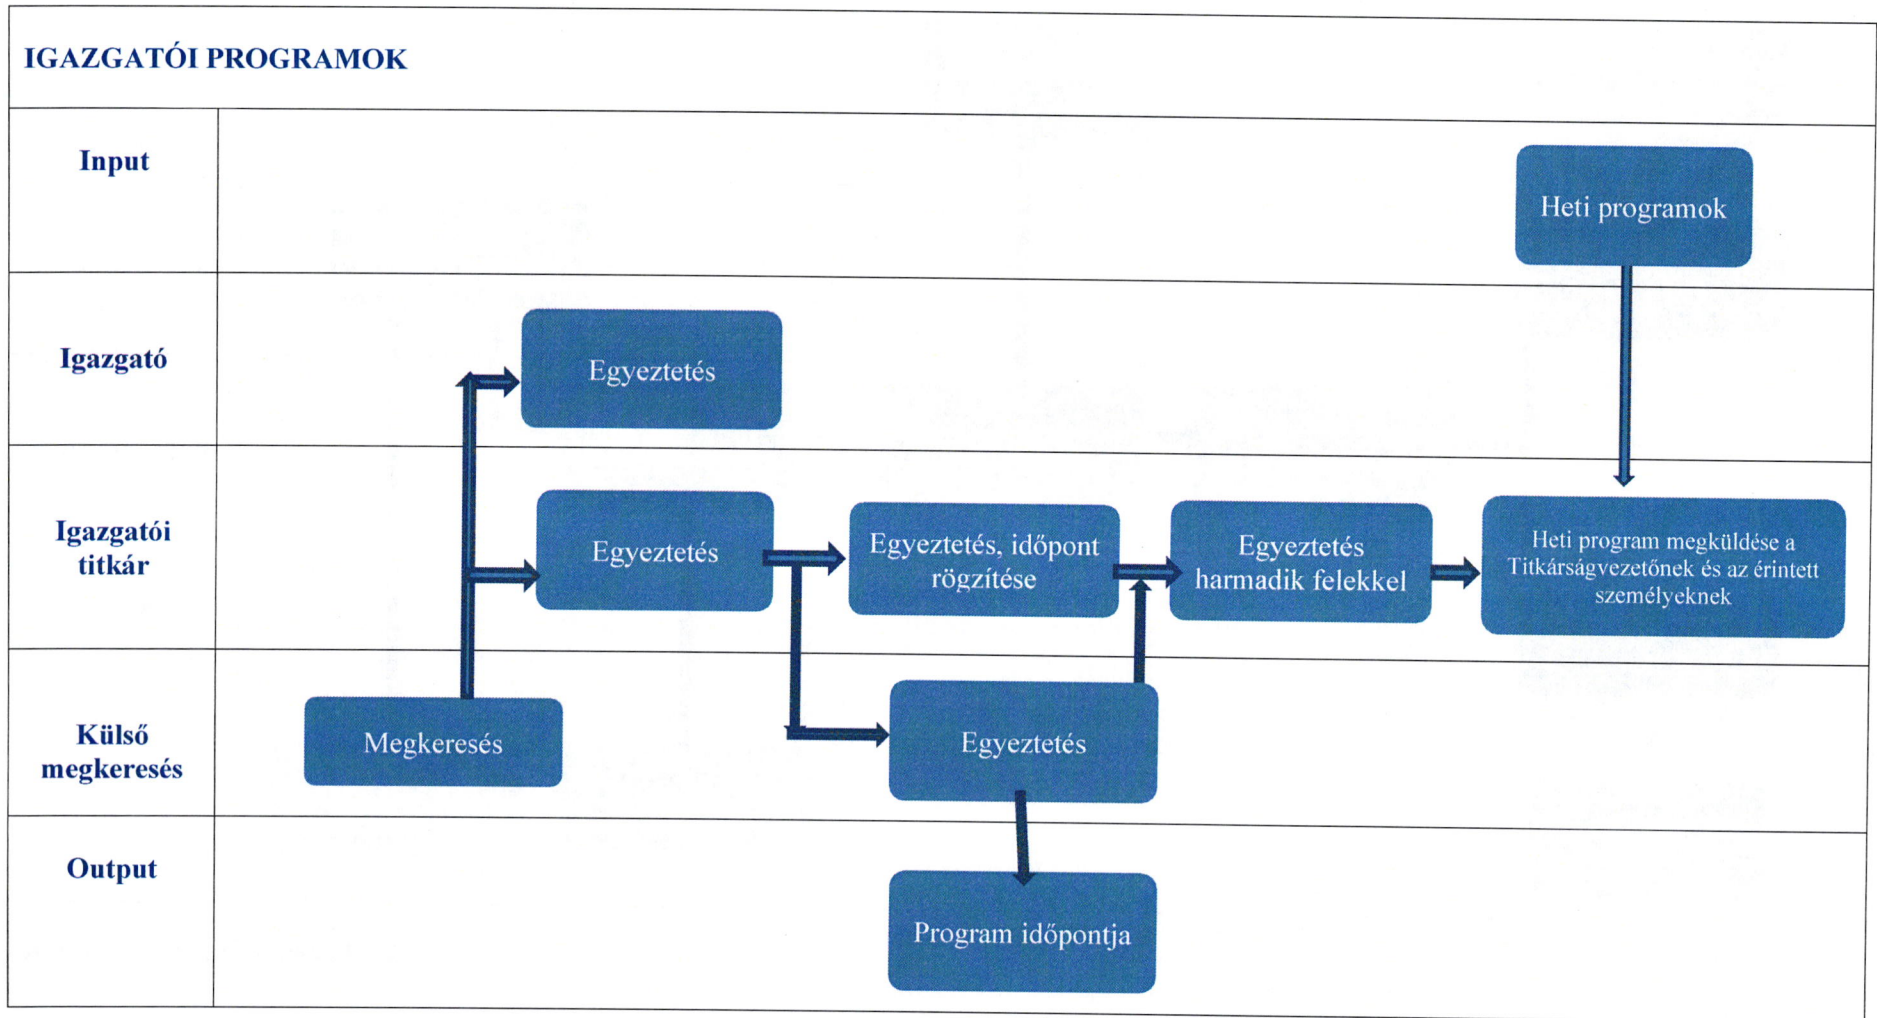 IGAZGATÓI PROGRAMOK
Input
Heti programok
Igazgató
Egyeztetés
Igazgatói
titkár
Egyeztetés
Egyeztetés, időpont
rögzítése
Egyeztetés
harmadik felekkel
Heti program megküldése a
Titkárságvezetőnek és az érintett
személyeknek
Külső
megkeresés
Megkeresés
Egyeztetés
Output
Program időpontja